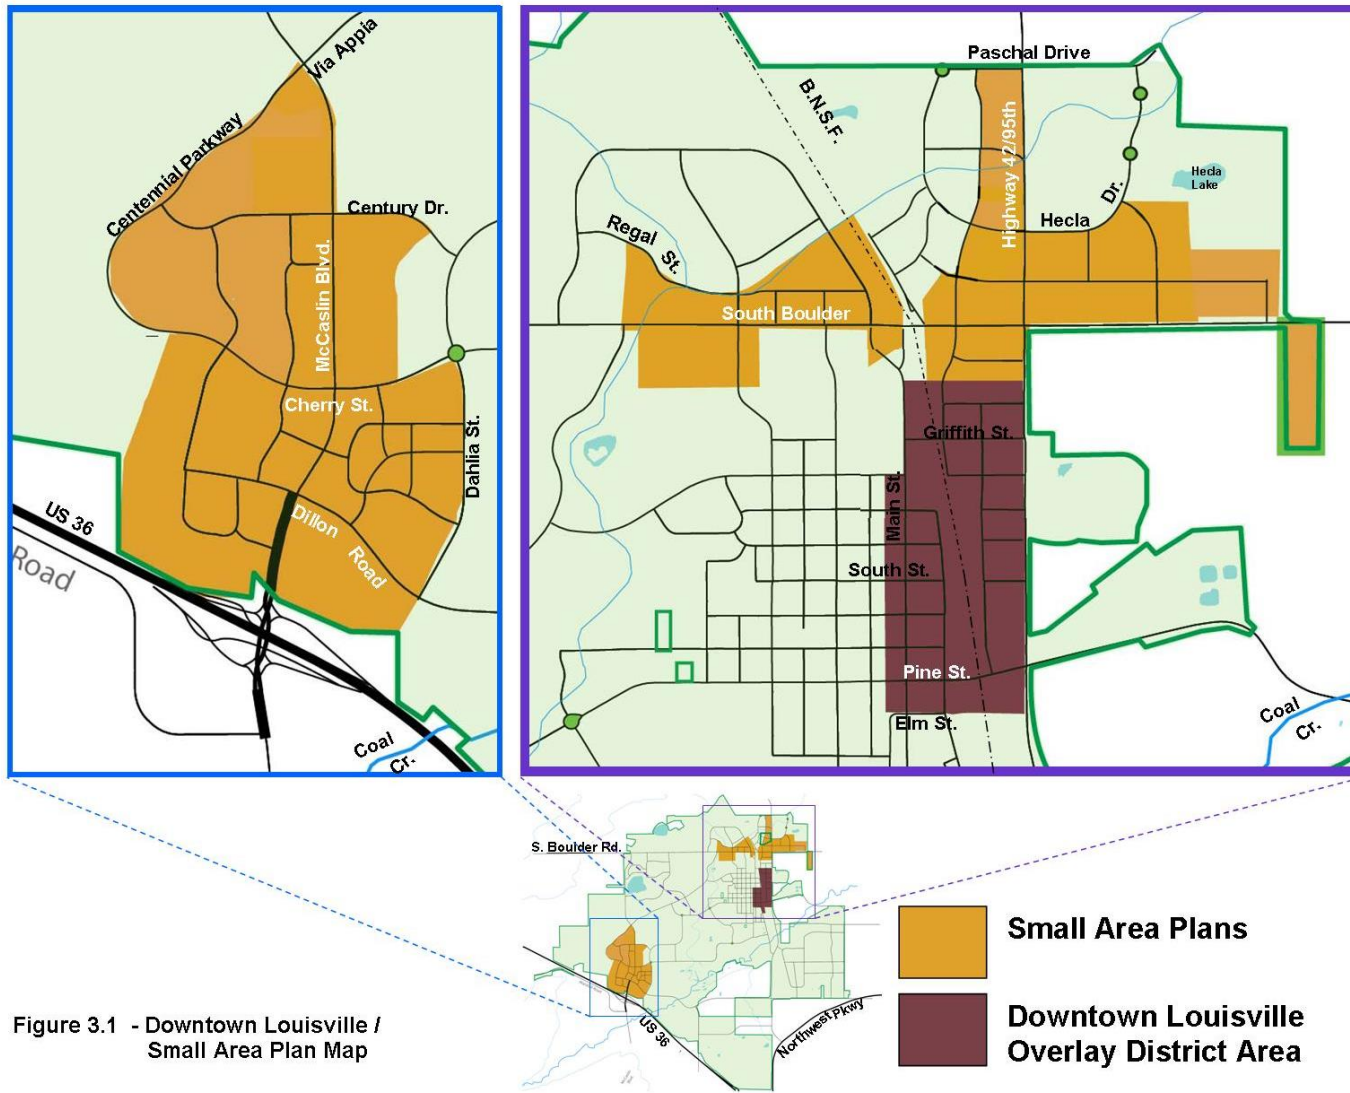 Via Appia
Centennial Parkway
Century Dr.
McCaslin Blvd.
Cherry St.
Dahlia St.
Dillon Road
US 36
Road
Coal
Cr.
Paschal Drive
B.N.S.F.
Highway 42/95th
Hecla
Lake
Hecla Dr.
Regal
St.
South Boulder
Griffith St.
Main St.
South St.
Pine St.
Elm St.
Coal
Cr.
S. Boulder Rd.
US 36
Northwest Pkwy
Small Area Plans
Downtown Louisville
Overlay District Area
Figure 3.1 - Downtown Louisville /
Small Area Plan Map